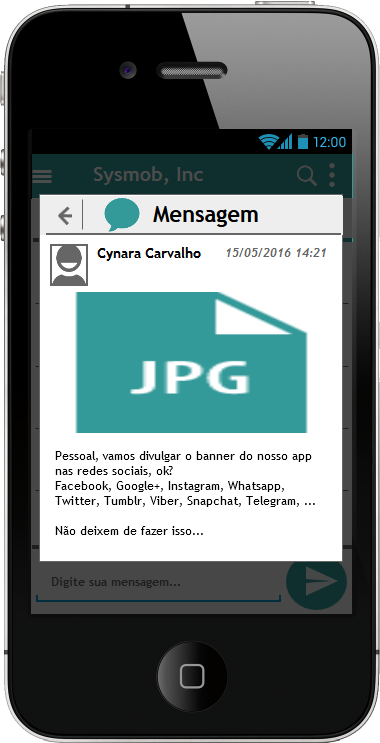 12:00
Sysmob, Inc
Mensagem
Cynara Carvalho 15/05/2016 14:21
JPG
Pessoal, vamos divulgar o banner do nosso app
nas redes sociais, ok?
Facebook, Google+, Instagram, Whatsapp,
Twitter, Tumblr, Viber, Snapchat, Telegram, ...
Não deixem de fazer isso...
Digite sua mensagem...